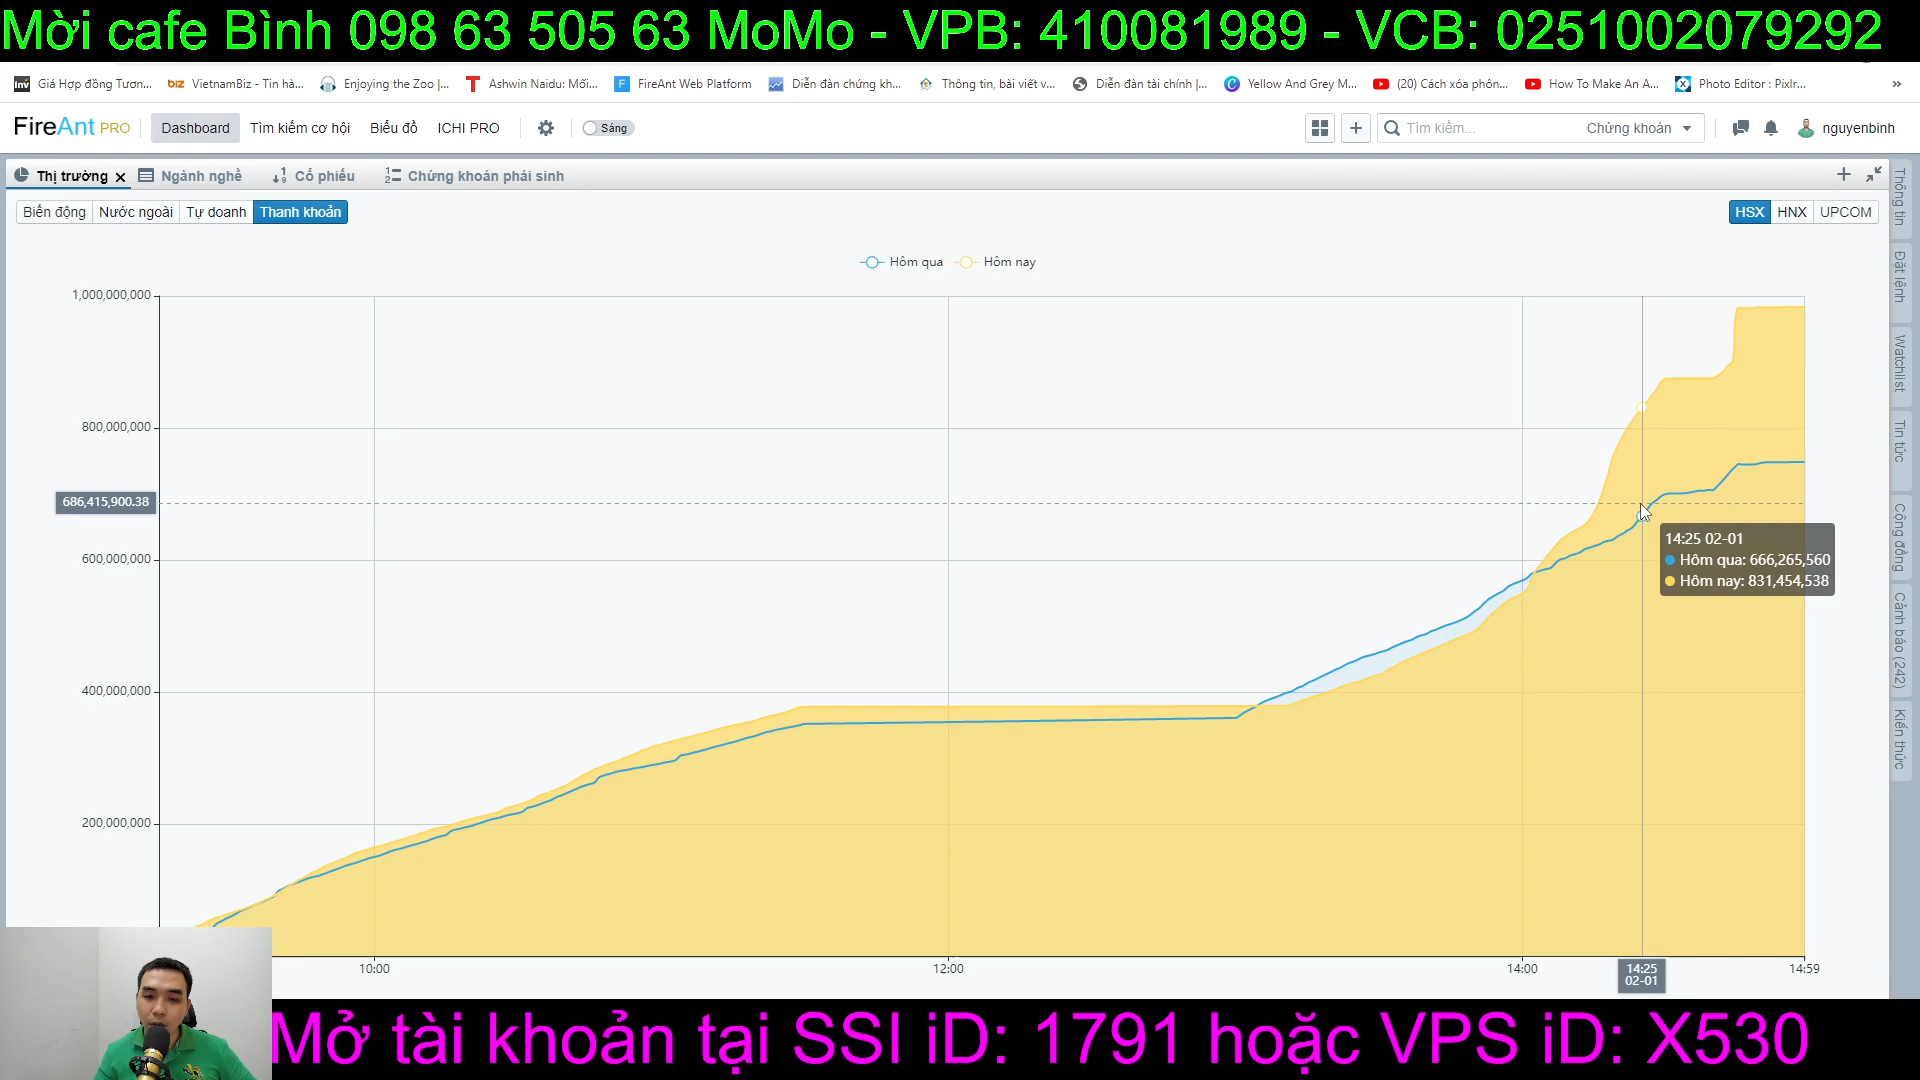 Mời cafe Bình 098 63 505 63 MoMo - VPB: 410081989 - VCB: 0251002079292
Giá Hợp đồng Tươn... VietnamBiz - Tin hà... Enjoying the Zoo |... Ashwin Naidu: Mối... FireAnt Web Platform Diễn đàn chứng kh... Thông tin, bài viết v... Diễn đàn tài chính |... Yellow And Grey M... (20) Cách xóa phôn... How To Make An A... Photo Editor : Pixlr... »
FireAnt PRO Dashboard Tìm kiếm cơ hội Biểu đồ ICHI PRO Sáng Tìm kiếm... Chứng khoán nguyenbinh
Thị trường Ngành nghề Cổ phiếu Chứng khoán phái sinh
Biến động Nước ngoài Tự doanh Thanh khoản HSX HNX UPCOM
Hôm qua Hôm nay
1,000,000,000
800,000,000
686,415,900.38
600,000,000
400,000,000
200,000,000
14:25 02-01
Hôm qua: 666,265,560
Hôm nay: 831,454,538
10:00 12:00 14:00 14:25 14:59
02-01
Thông tin
Đặt lệnh
Watchlist
Tin tức
Cộng đồng
Cảnh báo (242)
Kiến thức
Mở tài khoản tại SSI iD: 1791 hoặc VPS iD: X530